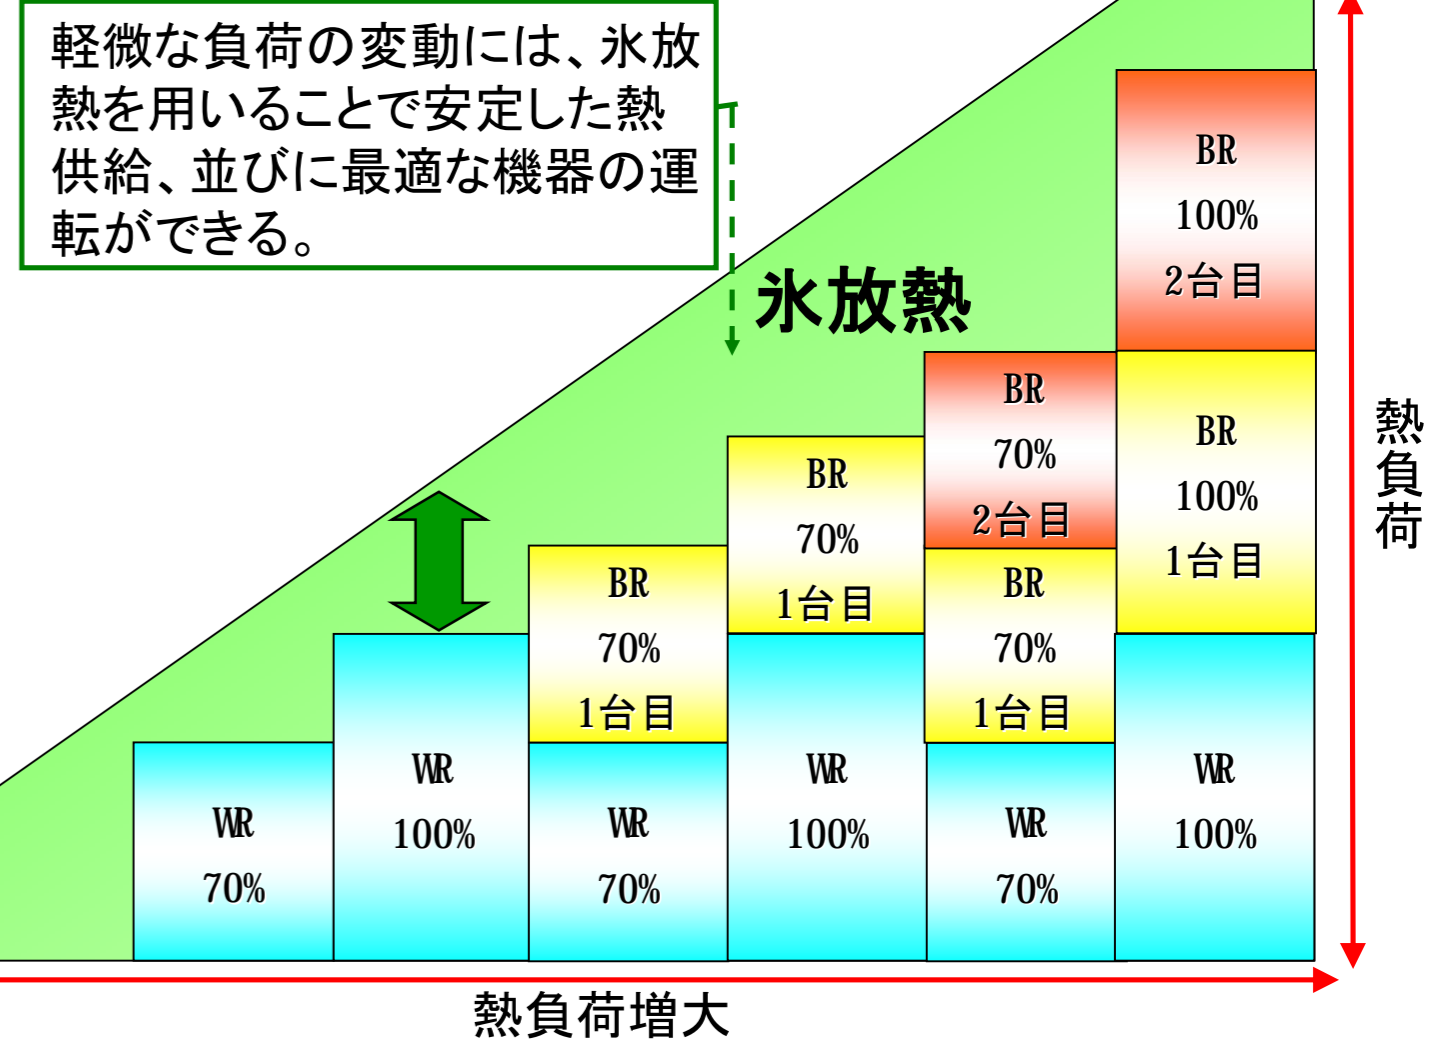 軽微な負荷の変動には、氷放
熱を用いることで安定した熱
供給、並びに最適な機器の運
転ができる。
氷放熱
WR
70%
WR
100%
BR
70%
1台目
WR
70%
BR
70%
1台目
WR
100%
BR
70%
2台目
BR
70%
1台目
WR
70%
BR
100%
2台目
BR
100%
1台目
WR
100%
熱負荷
熱負荷増大